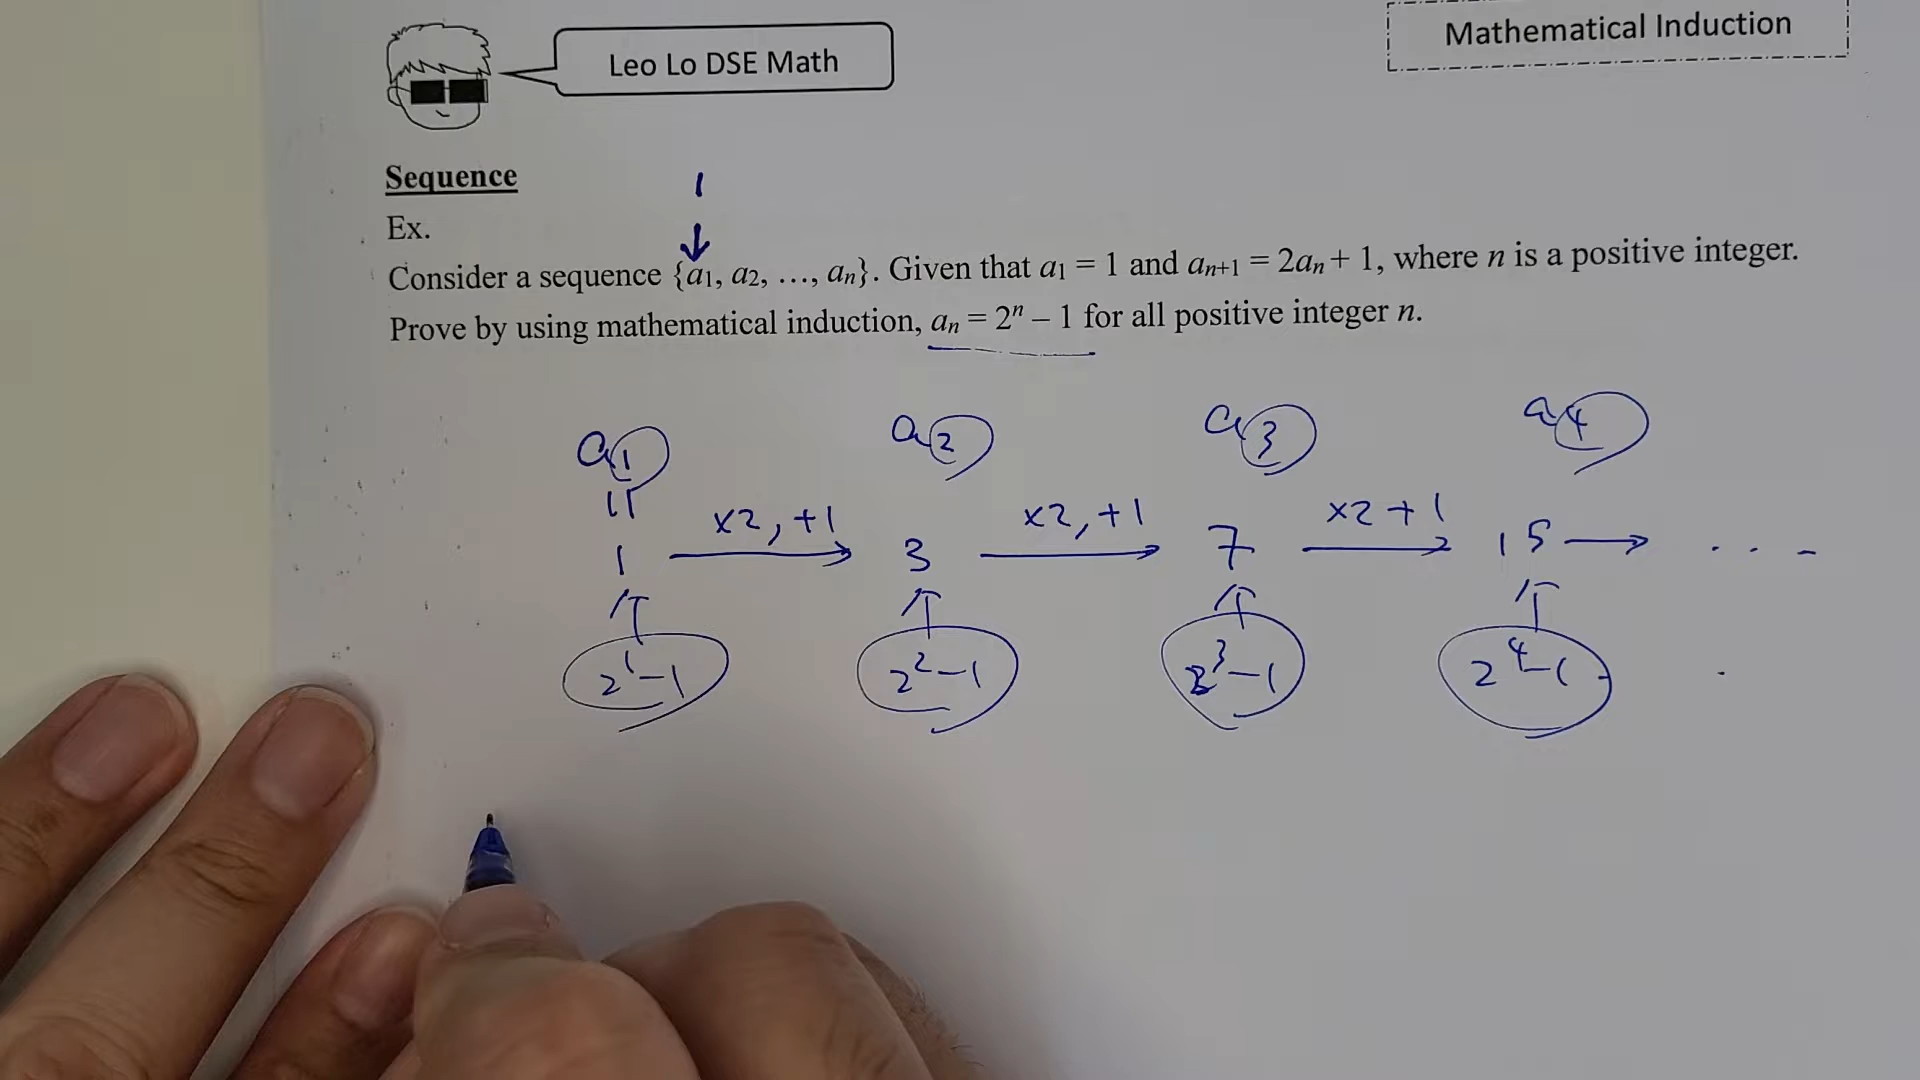 Leo Lo DSE Math
Mathematical Induction
Sequence
1
Ex.
Consider a sequence {a₁, a₂, …, aₙ}. Given that a₁ = 1 and aₙ₊₁ = 2aₙ + 1, where n is a positive integer.
Prove by using mathematical induction, aₙ = 2ⁿ – 1 for all positive integer n.
a₁ a₂ a₃ a₄
||
1 x2, +1 → 3 x2, +1 → 7 x2 +1 → 15 → ...
2¹-1 2²-1 2³-1 2⁴-1 .